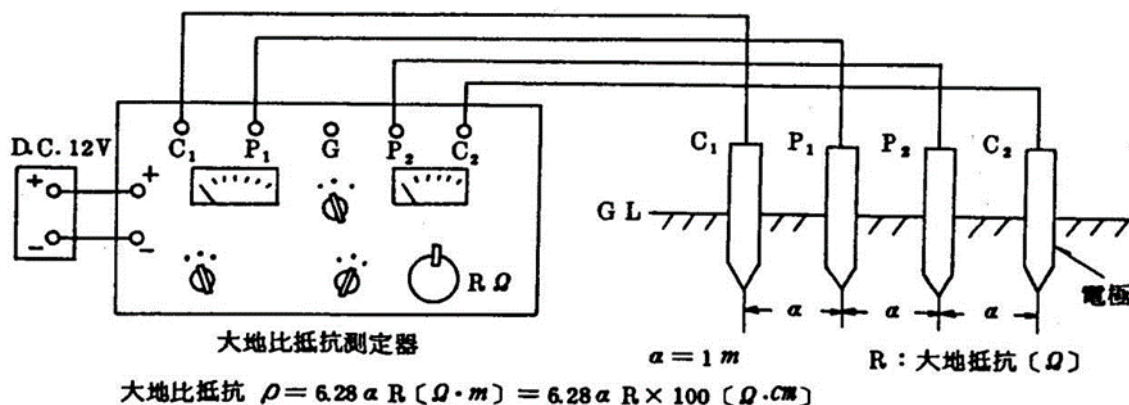 D.C. 12V
+ −
+ −
C₁ P₁ G P₂ C₂
R Ω
大地比抵抗測定器
C₁ P₁ P₂ C₂
G L
電極
a a a
a = 1 m
R : 大地抵抗〔Ω〕
大地比抵抗 ρ = 6.28 a R〔Ω·m〕= 6.28 a R × 100〔Ω·cm〕